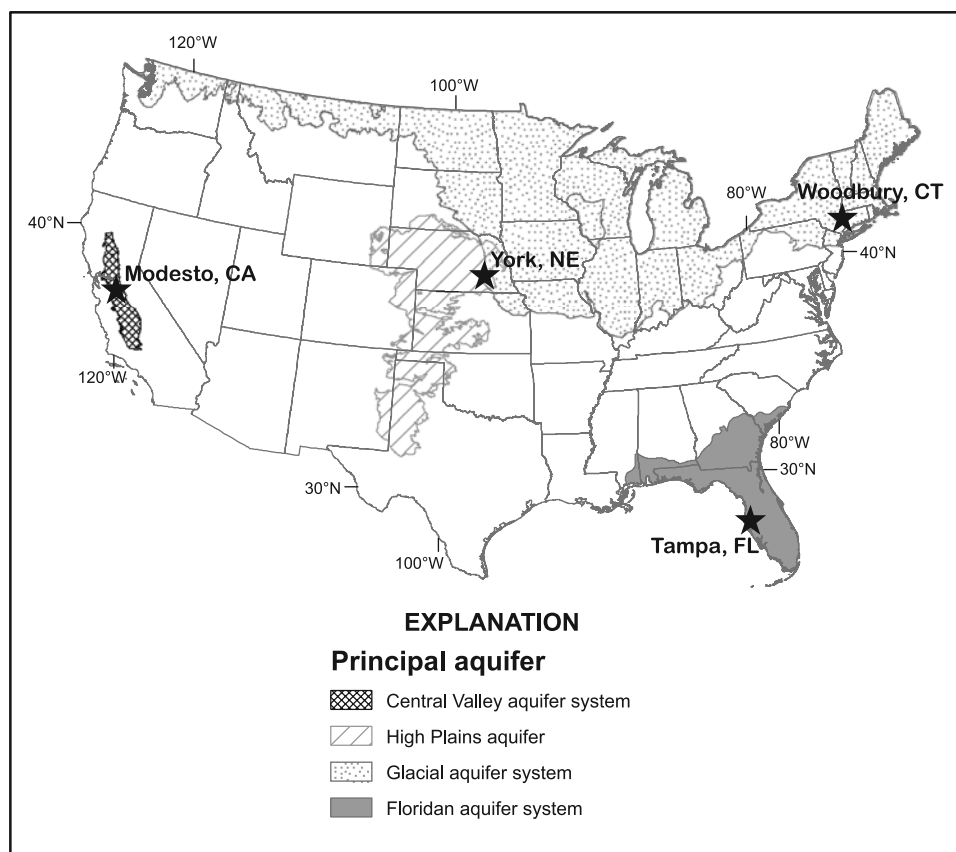 120°W
100°W
80°W
Woodbury, CT
40°N
40°N
York, NE
Modesto, CA
120°W
80°W
30°N
30°N
Tampa, FL
100°W
EXPLANATION
Principal aquifer
Central Valley aquifer system
High Plains aquifer
Glacial aquifer system
Floridan aquifer system